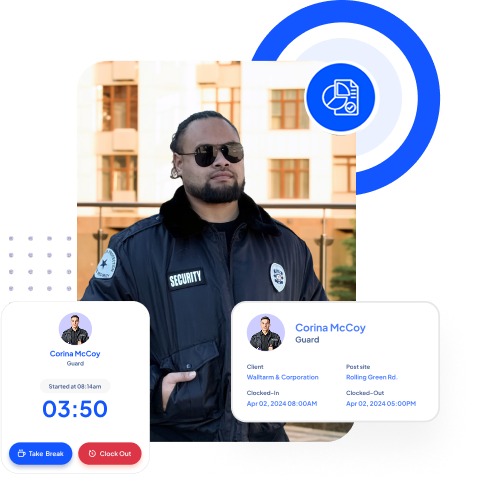 SECURITY
Corina McCoy
Guard
Started at 08:14am
03:50
Take Break
Clock Out
Corina McCoy
Guard
Client
Post site
Walltarm & Corporation
Rolling Green Rd.
Clocked-In
Clocked-Out
Apr 02, 2024 08:00AM
Apr 02, 2024 05:00PM